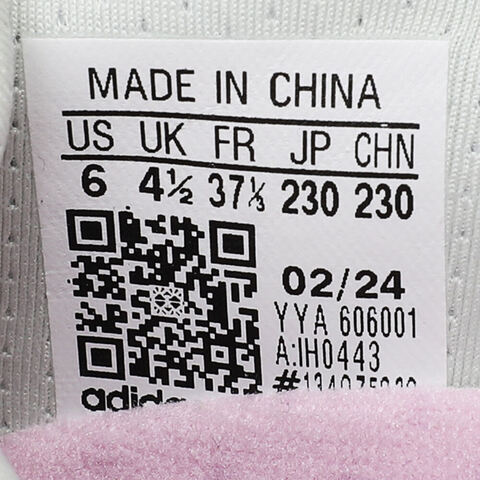 MADE IN CHINA
US UK FR JP CHN
6 4½ 37⅓ 230 230
02/24
YYA 606001
A:IH0443